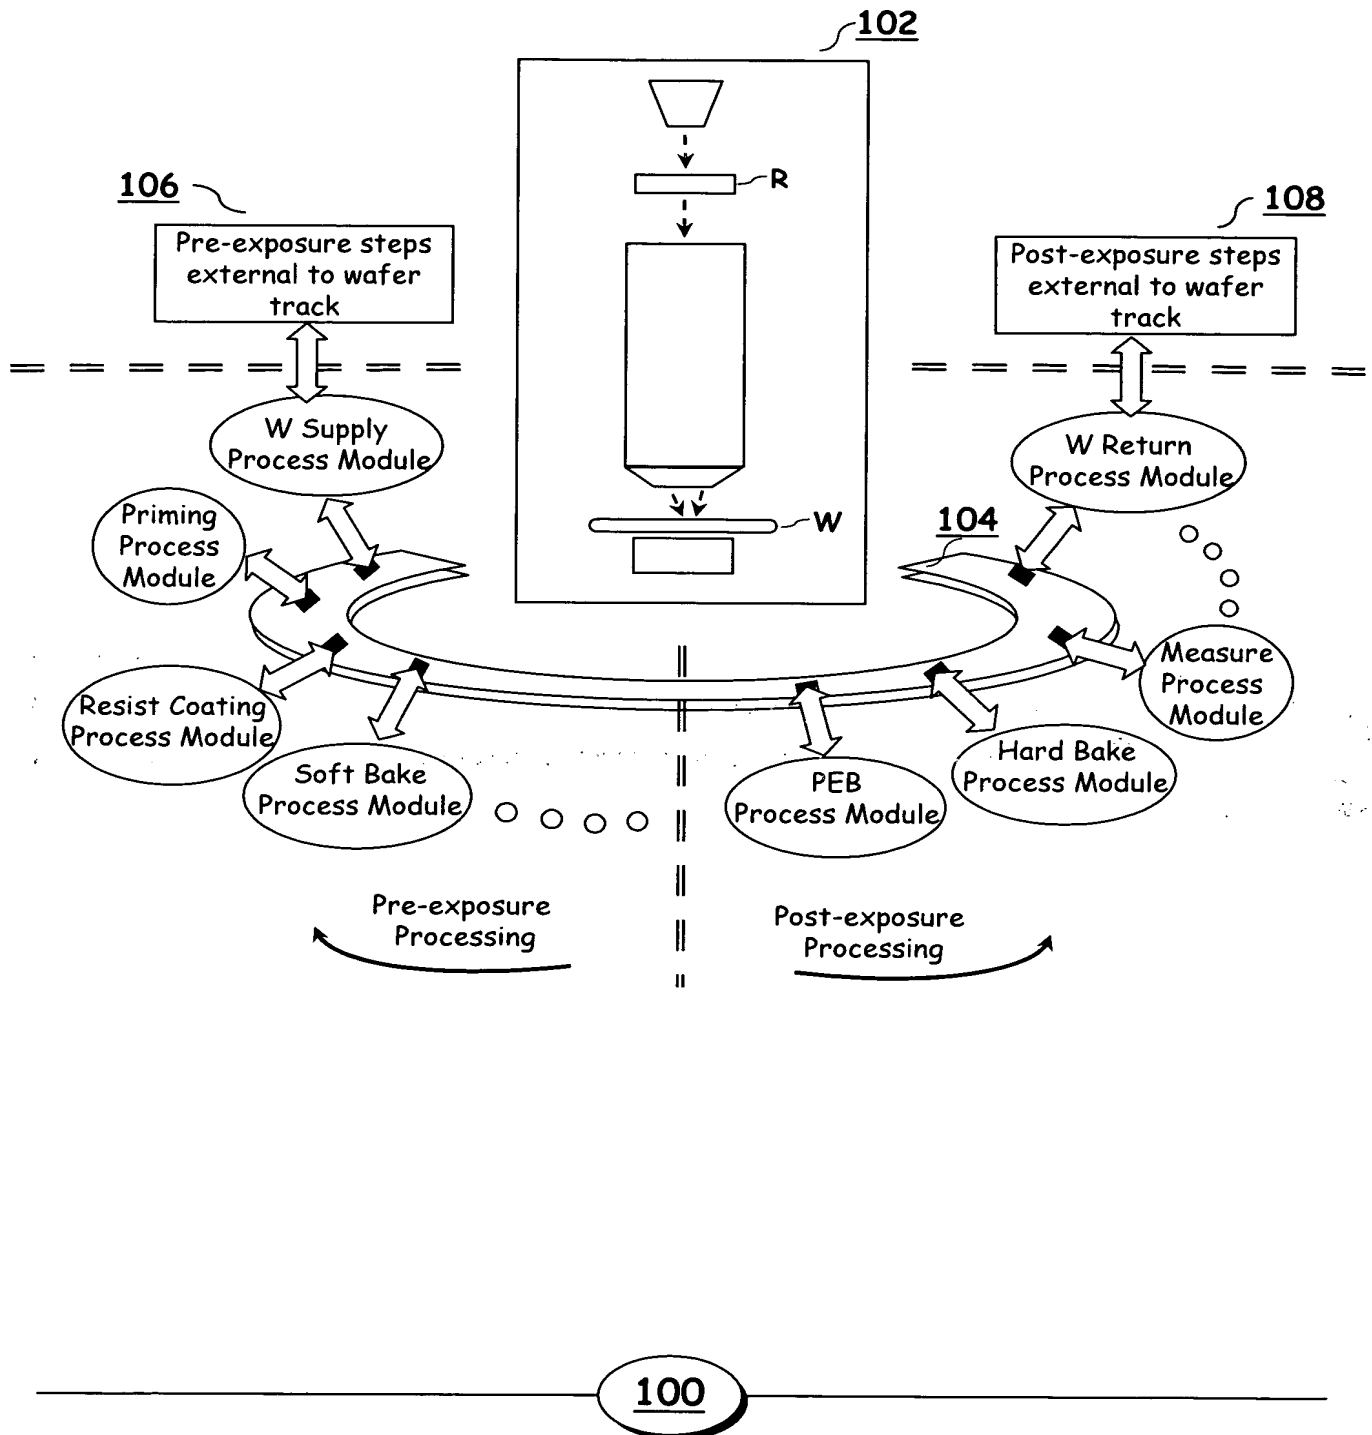 102
R
106
Pre-exposure steps
external to wafer
track
108
Post-exposure steps
external to wafer
track
W Supply
Process Module
W Return
Process Module
Priming
Process
Module
W
104
Resist Coating
Process Module
Measure
Process
Module
Soft Bake
Process Module
PEB
Process Module
Hard Bake
Process Module
Pre-exposure
Processing
Post-exposure
Processing
100